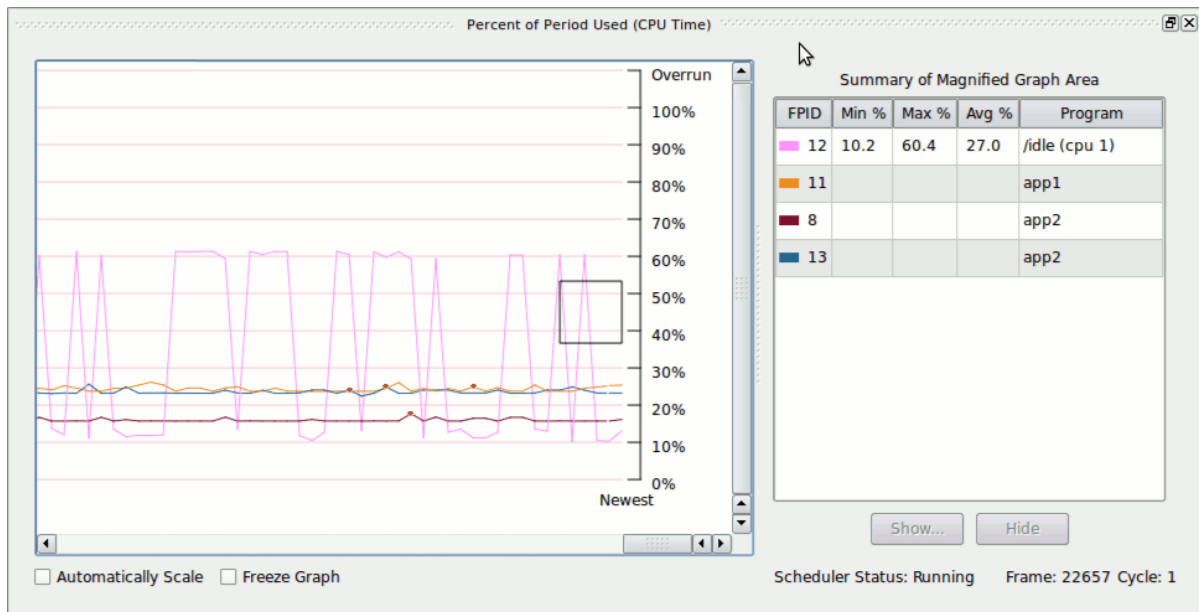 Percent of Period Used (CPU Time)
Overrun
100%
90%
80%
70%
60%
50%
40%
30%
20%
10%
0%
Newest
Summary of Magnified Graph Area
FPID Min % Max % Avg % Program
12 10.2 60.4 27.0 /idle (cpu 1)
11 app1
8 app2
13 app2
Show... Hide
Automatically Scale Freeze Graph
Scheduler Status: Running Frame: 22657 Cycle: 1